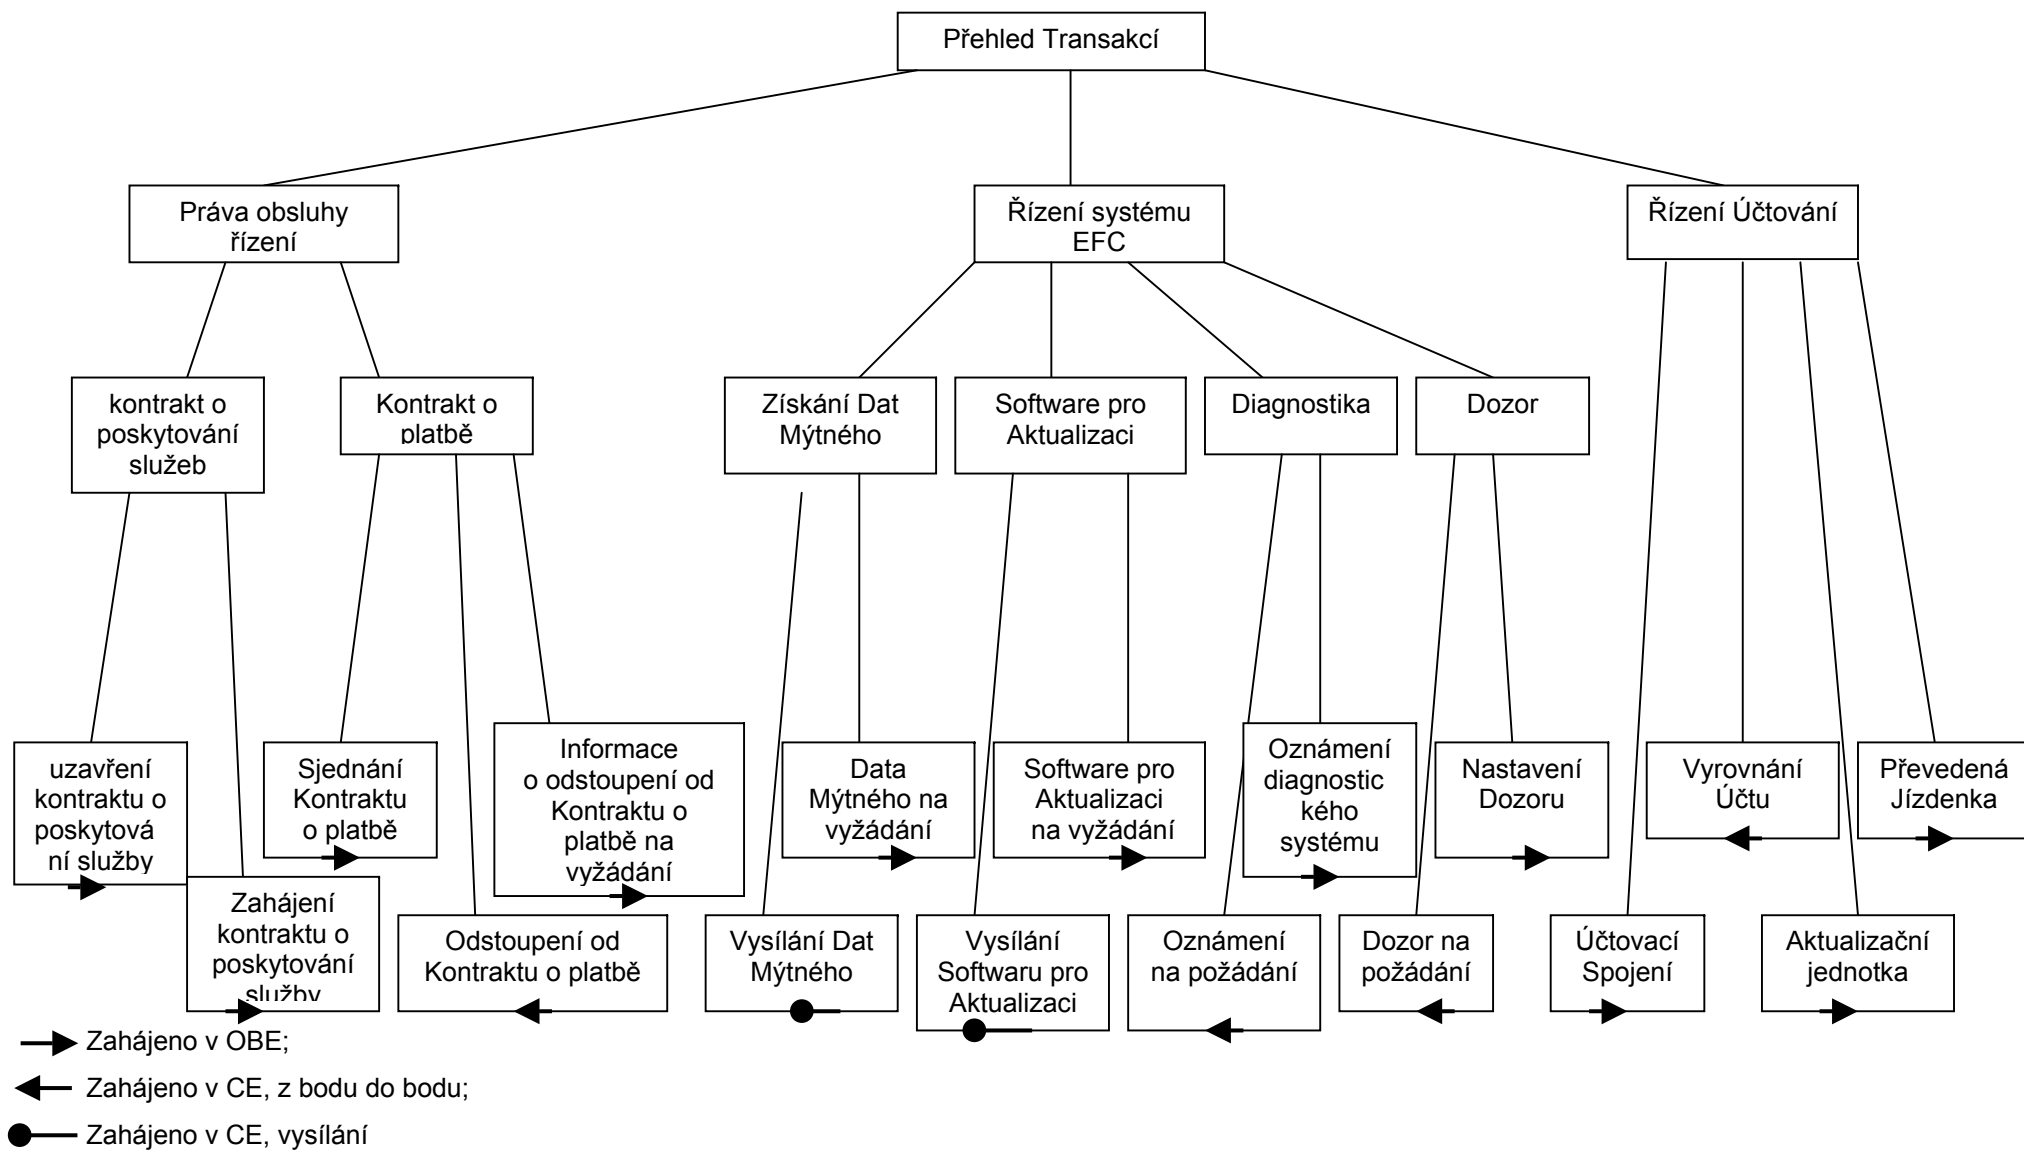 Přehled Transakcí
Práva obsluhy
řízení
Řízení systému
EFC
Řízení Účtování
kontrakt o
poskytování
služeb
Kontrakt o
platbě
Získání Dat
Mýtného
Software pro
Aktualizaci
Diagnostika
Dozor
uzavření
kontraktu o
poskytová
ní služby
Sjednání
Kontraktu
o platbě
Informace
o odstoupení od
Kontraktu o
platbě na
vyžádání
Data
Mýtného na
vyžádání
Software pro
Aktualizaci
na vyžádání
Oznámení
diagnostic
kého
systému
Nastavení
Dozoru
Vyrovnání
Účtu
Převedená
Jízdenka
Zahájení
kontraktu o
poskytování
služby
Odstoupení od
Kontraktu o platbě
Vysílání Dat
Mýtného
Vysílání
Softwaru pro
Aktualizaci
Oznámení
na požádání
Dozor na
požádání
Účtovací
Spojení
Aktualizační
jednotka
Zahájeno v OBE;
Zahájeno v CE, z bodu do bodu;
Zahájeno v CE, vysílání